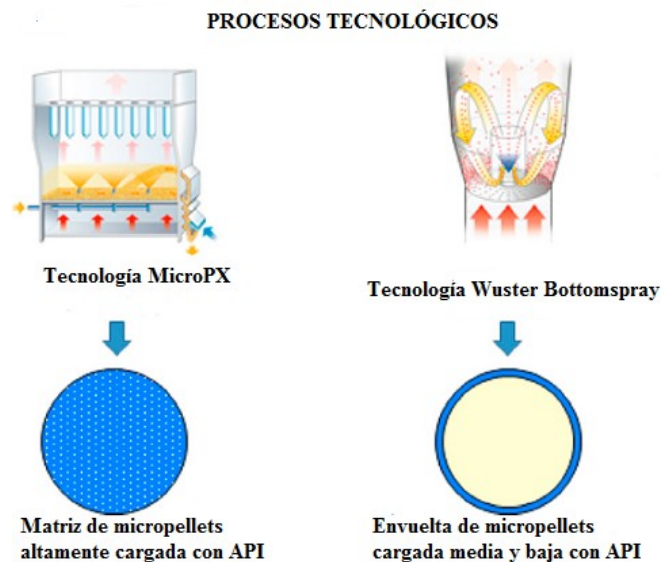 PROCESOS TECNOLÓGICOS
Tecnología MicroPX
Tecnología Wuster Bottomspray
Matriz de micropellets
altamente cargada con API
Envuelta de micropellets
cargada media y baja con API